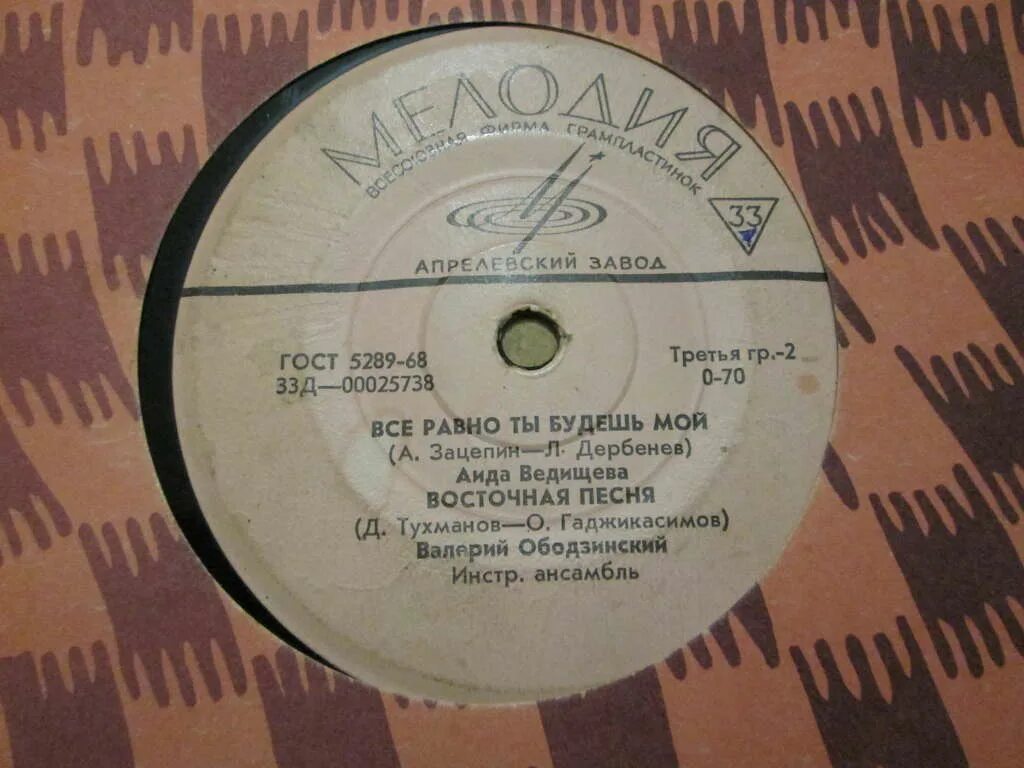 МЕЛОДИЯ
ВСЕСОЮЗНАЯ ФИРМА ГРАМПЛАСТИНОК
33
АПРЕЛЕВСКИЙ ЗАВОД
ГОСТ 5289-68
33Д—00025738
Третья гр.-2
0-70
ВСЕ РАВНО ТЫ БУДЕШЬ МОЙ
(А. Зацепин—Л. Дербенев)
Аида Ведищева
ВОСТОЧНАЯ ПЕСНЯ
(Д. Тухманов—О. Гаджикасимов)
Валерий Ободзинский
Инстр. ансамбль